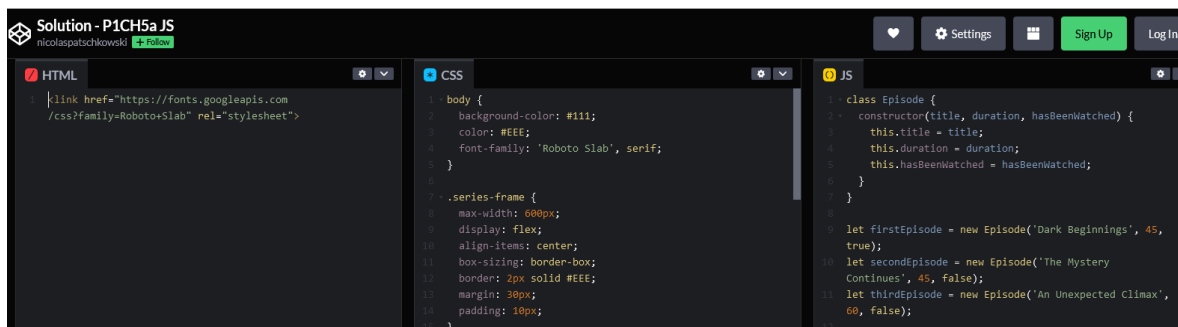 Solution - P1CH5a JS
nicolaspatschkowski + Follow
Settings
Sign Up
Log In
HTML
1 <link href="https://fonts.googleapis.com
/css?family=Roboto+Slab" rel="stylesheet">
CSS
1 body {
2 background-color: #111;
3 color: #EEE;
4 font-family: 'Roboto Slab', serif;
5 }
6
7 .series-frame {
8 max-width: 600px;
9 display: flex;
10 align-items: center;
11 box-sizing: border-box;
12 border: 2px solid #EEE;
13 margin: 30px;
14 padding: 10px;
15 }
JS
1 class Episode {
2 constructor(title, duration, hasBeenWatched) {
3 this.title = title;
4 this.duration = duration;
5 this.hasBeenWatched = hasBeenWatched;
6 }
7 }
8
9 let firstEpisode = new Episode('Dark Beginnings', 45,
true);
10 let secondEpisode = new Episode('The Mystery
Continues', 45, false);
11 let thirdEpisode = new Episode('An Unexpected Climax',
60, false);
12